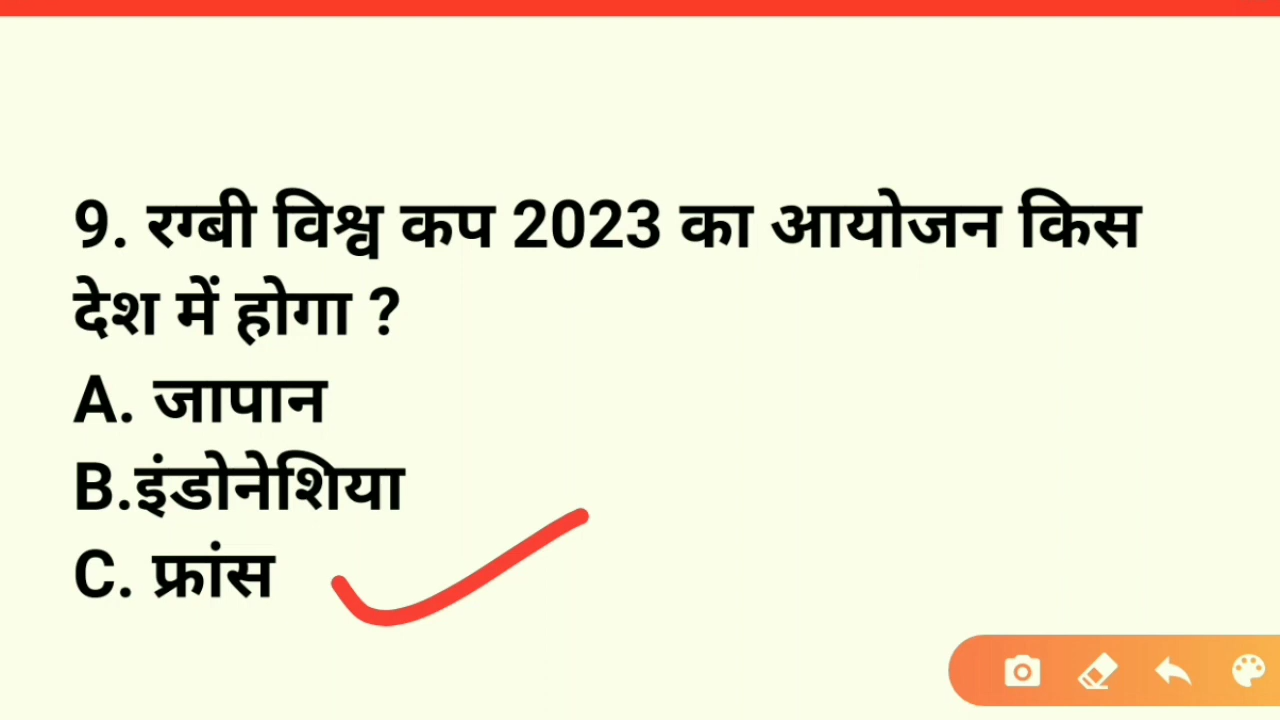 9. रग्बी विश्व कप 2023 का आयोजन किस
देश में होगा ?
A. जापान
B.इंडोनेशिया
C. फ्रांस